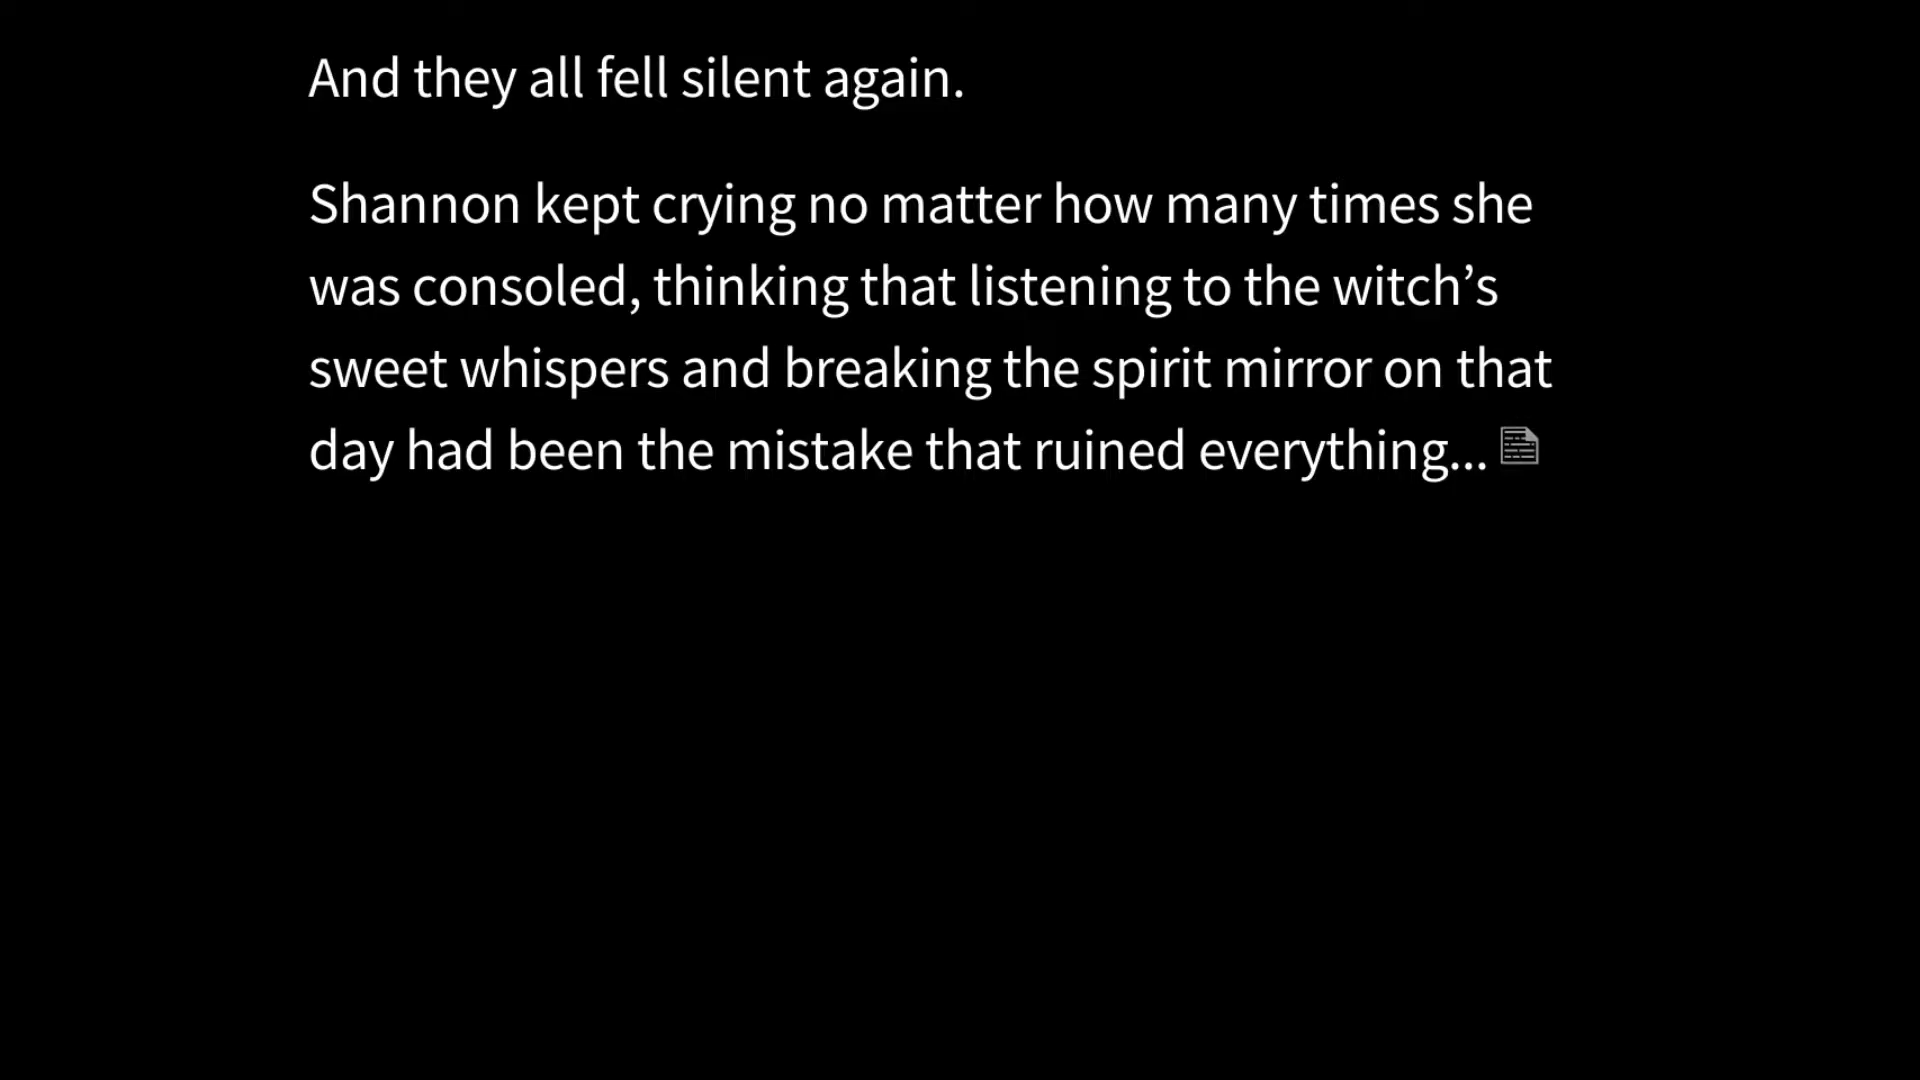 And they all fell silent again.
Shannon kept crying no matter how many times she
was consoled, thinking that listening to the witch’s
sweet whispers and breaking the spirit mirror on that
day had been the mistake that ruined everything...